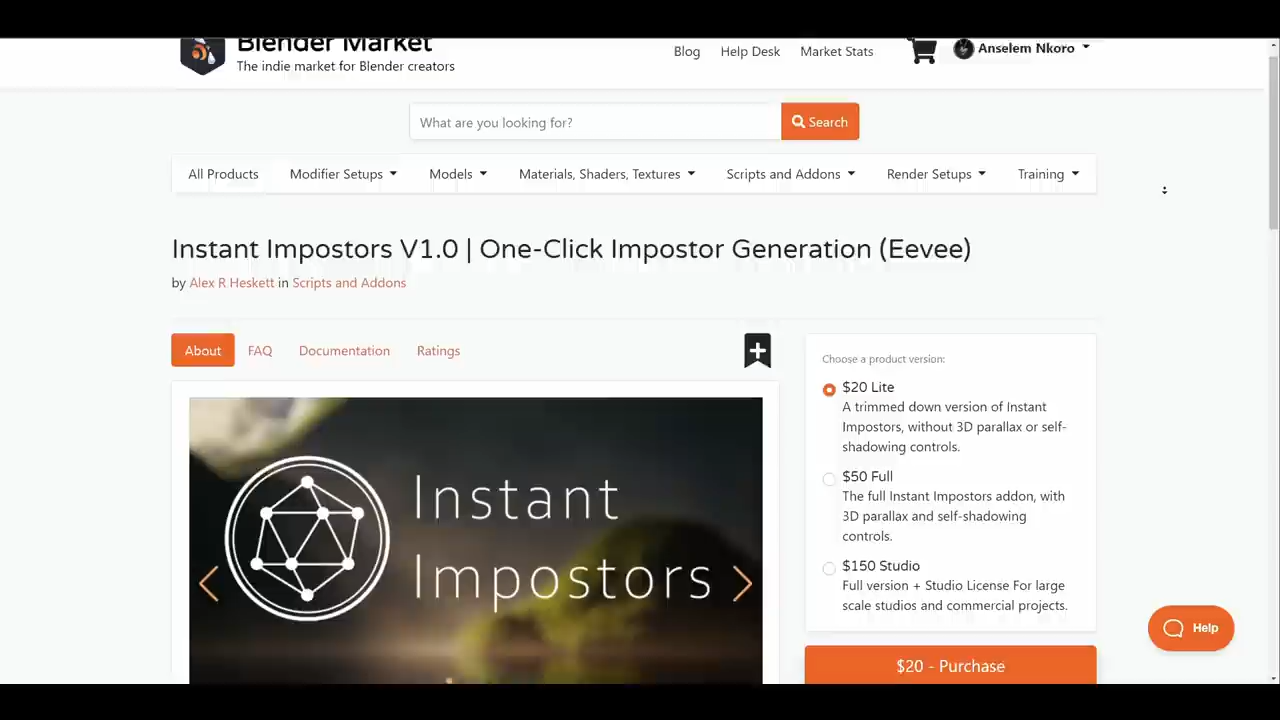 Blender Market
The indie market for Blender creators
Blog Help Desk Market Stats Anselem Nkoro
What are you looking for? Search
All Products Modifier Setups Models Materials, Shaders, Textures Scripts and Addons Render Setups Training
Instant Impostors V1.0 | One-Click Impostor Generation (Eevee)
by Alex R Heskett in Scripts and Addons
About FAQ Documentation Ratings
Instant
Impostors
Choose a product version:
$20 Lite
A trimmed down version of Instant
Impostors, without 3D parallax or self-
shadowing controls.
$50 Full
The full Instant Impostors addon, with
3D parallax and self-shadowing
controls.
$150 Studio
Full version + Studio License For large
scale studios and commercial projects.
$20 - Purchase
Help